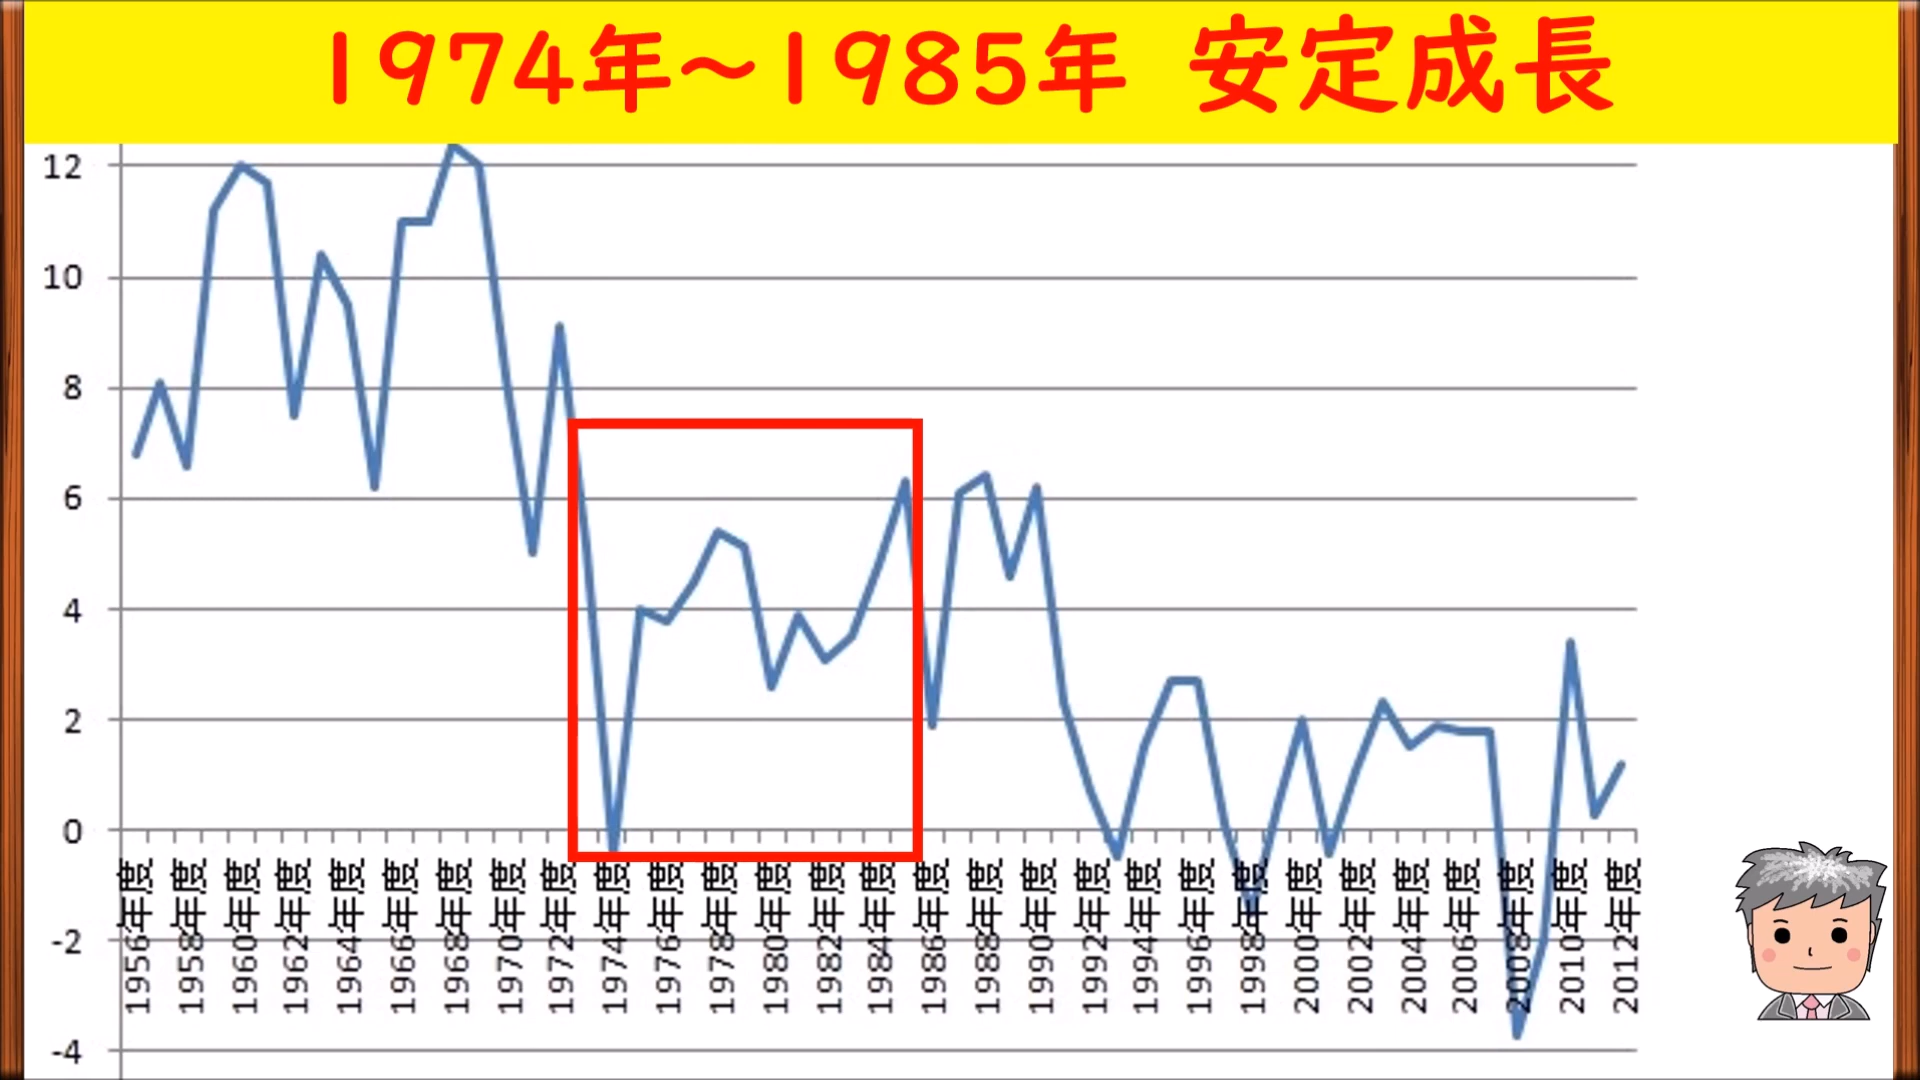 1974年～1985年 安定成長
12
10
8
6
4
2
0
-2
-4
1956年度
1958年度
1960年度
1962年度
1964年度
1966年度
1968年度
1970年度
1972年度
1974年度
1976年度
1978年度
1980年度
1982年度
1984年度
1986年度
1988年度
1990年度
1992年度
1994年度
1996年度
1998年度
2000年度
2002年度
2004年度
2006年度
2008年度
2010年度
2012年度